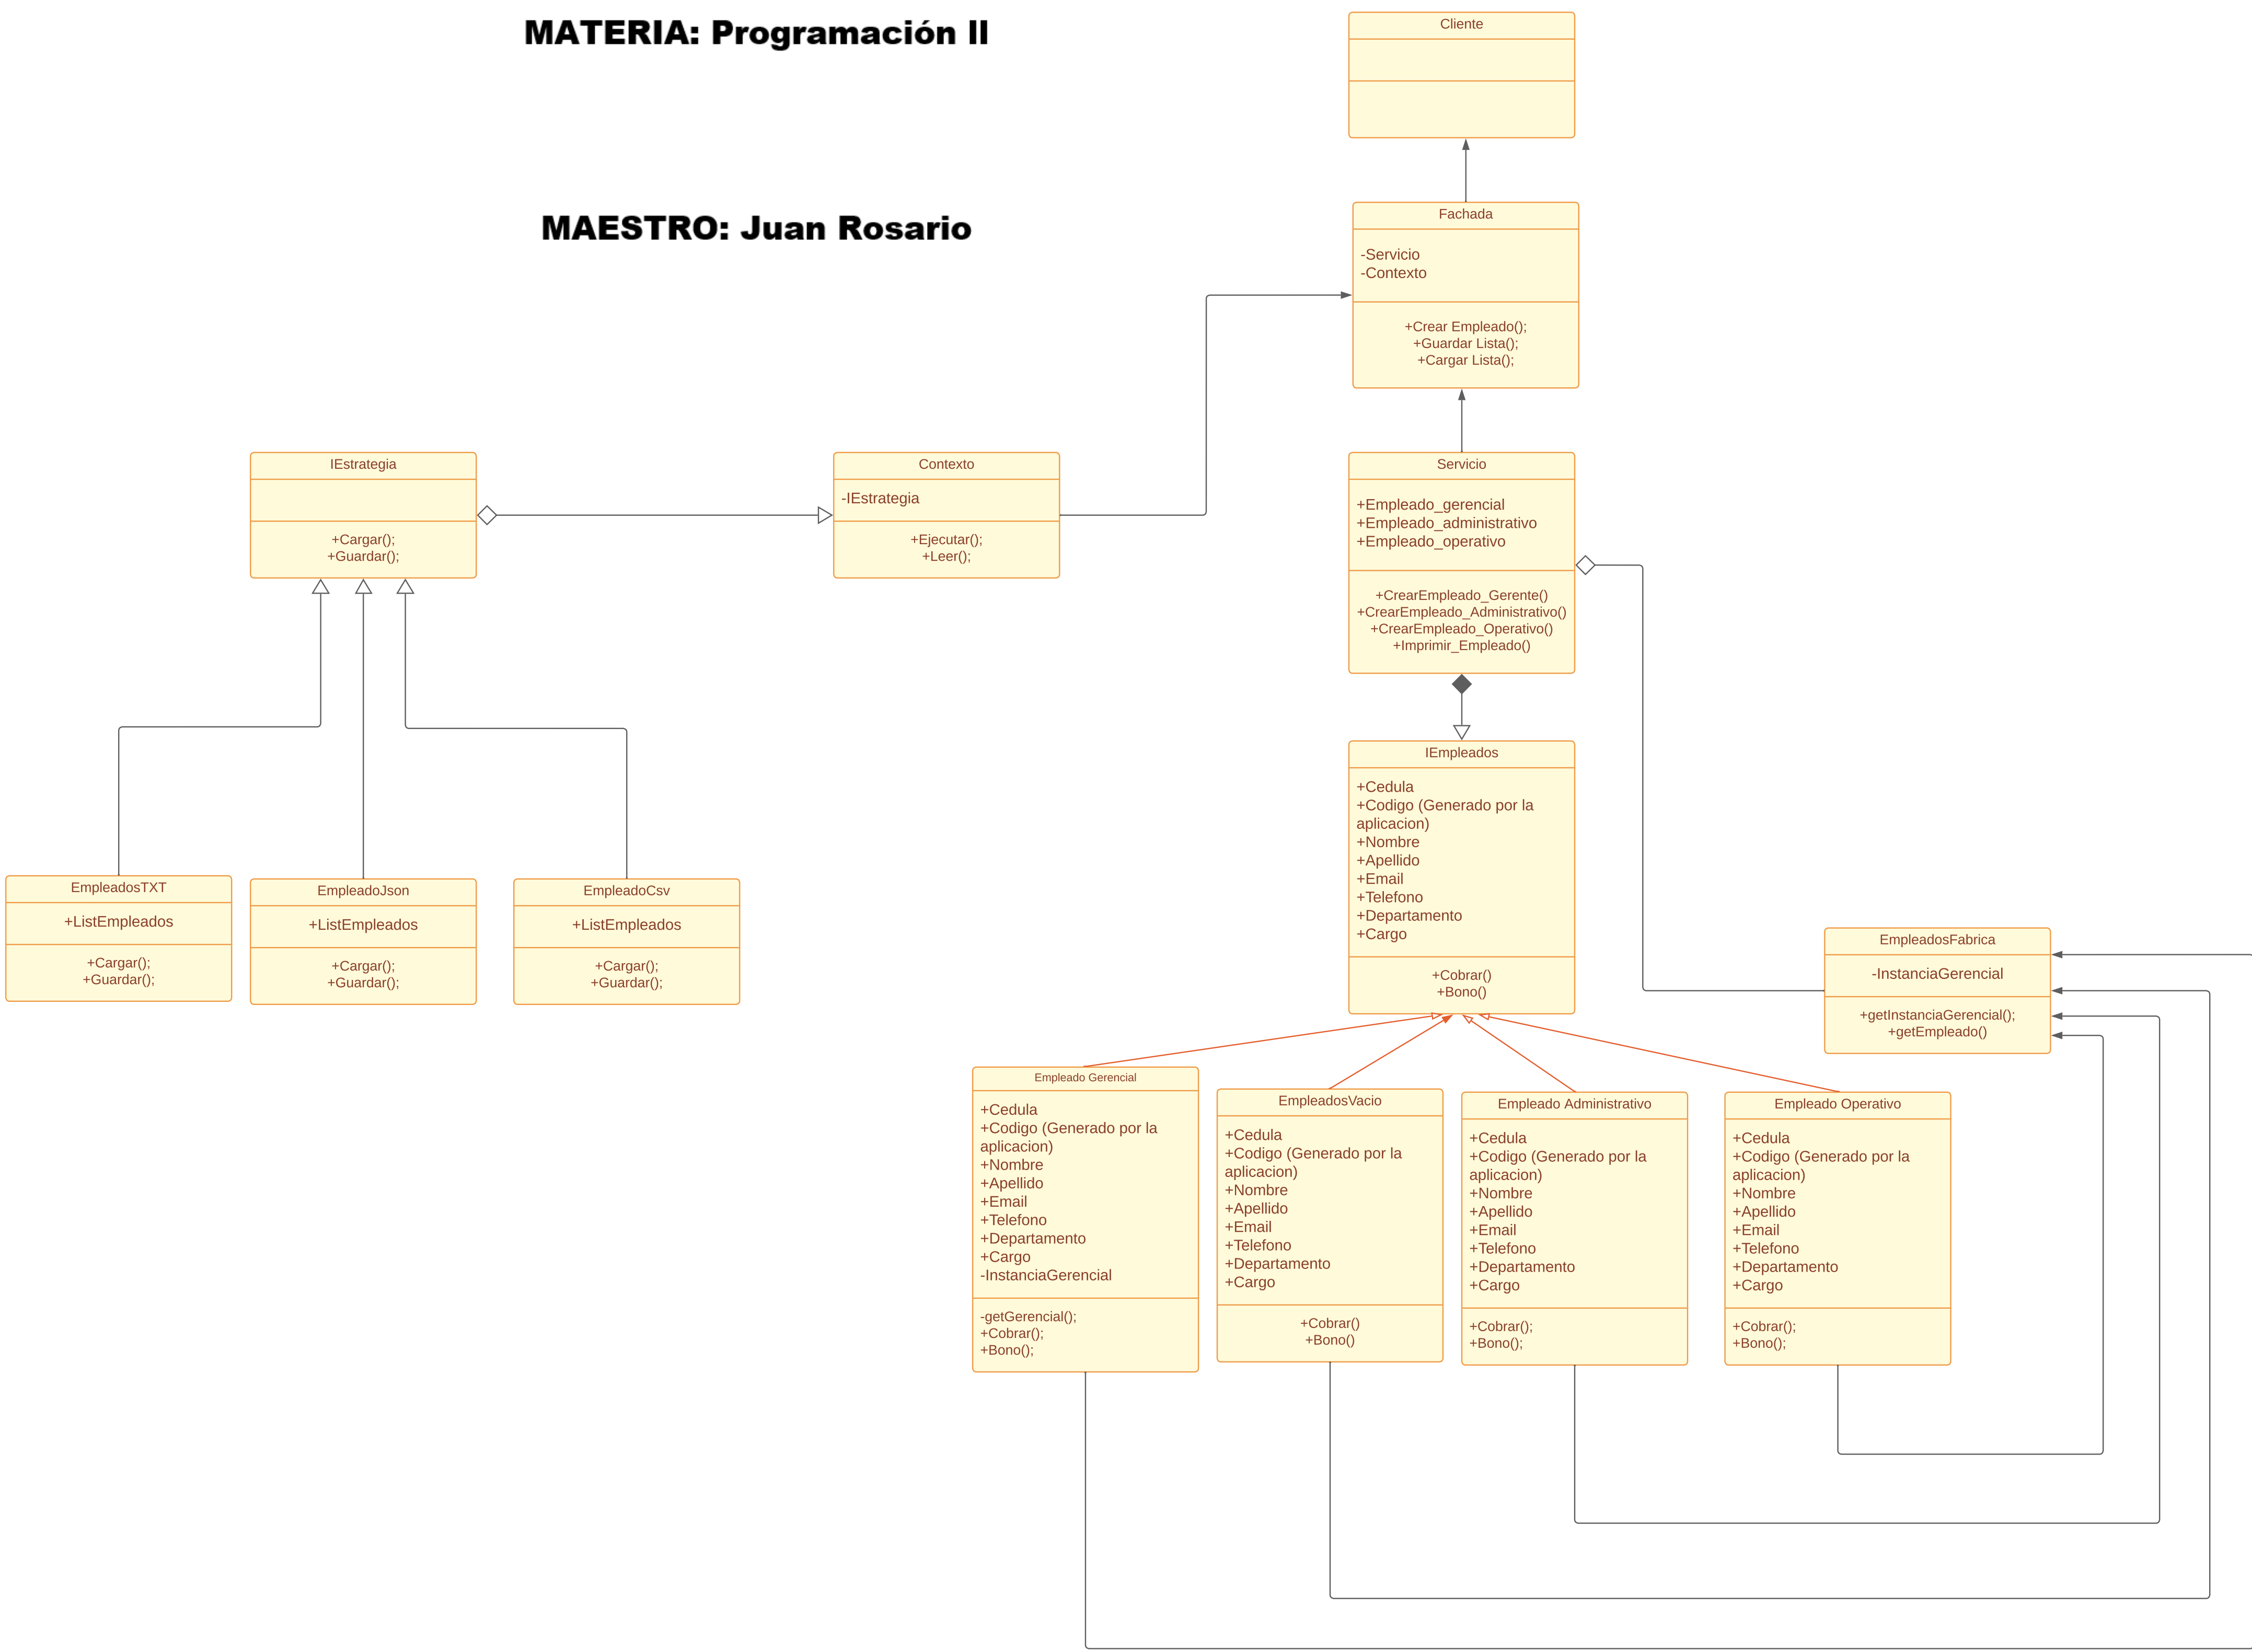 MATERIA: Programación II
MAESTRO: Juan Rosario
Cliente
Fachada
-Servicio
-Contexto
+Crear Empleado();
+Guardar Lista();
+Cargar Lista();
IEstrategia
+Cargar();
+Guardar();
Contexto
-IEstrategia
+Ejecutar();
+Leer();
Servicio
+Empleado_gerencial
+Empleado_administrativo
+Empleado_operativo
+CrearEmpleado_Gerente()
+CrearEmpleado_Administrativo()
+CrearEmpleado_Operativo()
+Imprimir_Empleado()
IEmpleados
+Cedula
+Codigo (Generado por la
aplicacion)
+Nombre
+Apellido
+Email
+Telefono
+Departamento
+Cargo
+Cobrar()
+Bono()
EmpleadosTXT
+ListEmpleados
+Cargar();
+Guardar();
EmpleadoJson
+ListEmpleados
+Cargar();
+Guardar();
EmpleadoCsv
+ListEmpleados
+Cargar();
+Guardar();
EmpleadosFabrica
-InstanciaGerencial
+getInstanciaGerencial();
+getEmpleado()
Empleado Gerencial
+Cedula
+Codigo (Generado por la
aplicacion)
+Nombre
+Apellido
+Email
+Telefono
+Departamento
+Cargo
-InstanciaGerencial
-getGerencial();
+Cobrar();
+Bono();
EmpleadosVacio
+Cedula
+Codigo (Generado por la
aplicacion)
+Nombre
+Apellido
+Email
+Telefono
+Departamento
+Cargo
+Cobrar()
+Bono()
Empleado Administrativo
+Cedula
+Codigo (Generado por la
aplicacion)
+Nombre
+Apellido
+Email
+Telefono
+Departamento
+Cargo
+Cobrar();
+Bono();
Empleado Operativo
+Cedula
+Codigo (Generado por la
aplicacion)
+Nombre
+Apellido
+Email
+Telefono
+Departamento
+Cargo
+Cobrar();
+Bono();